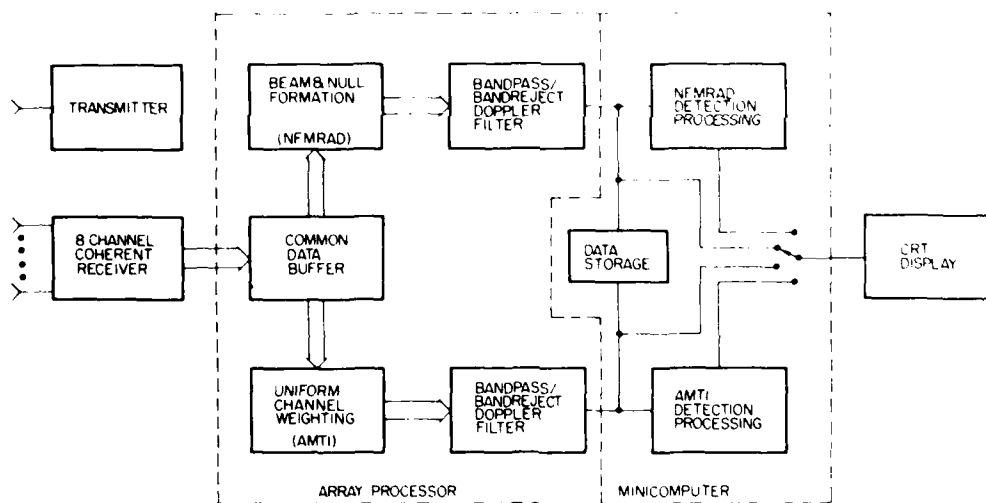 TRANSMITTER
BEAM & NULL
FORMATION
(NEMRAD)
BANDPASS/
BANDREJECT
DOPPLER
FILTER
NEMRAD
DETECTION
PROCESSING
8 CHANNEL
COHERENT
RECEIVER
COMMON
DATA
BUFFER
DATA
STORAGE
CRT
DISPLAY
UNIFORM
CHANNEL
WEIGHTING
(AMTI)
BANDPASS/
BANDREJECT
DOPPLER
FILTER
AMTI
DETECTION
PROCESSING
ARRAY PROCESSOR
MINICOMPUTER